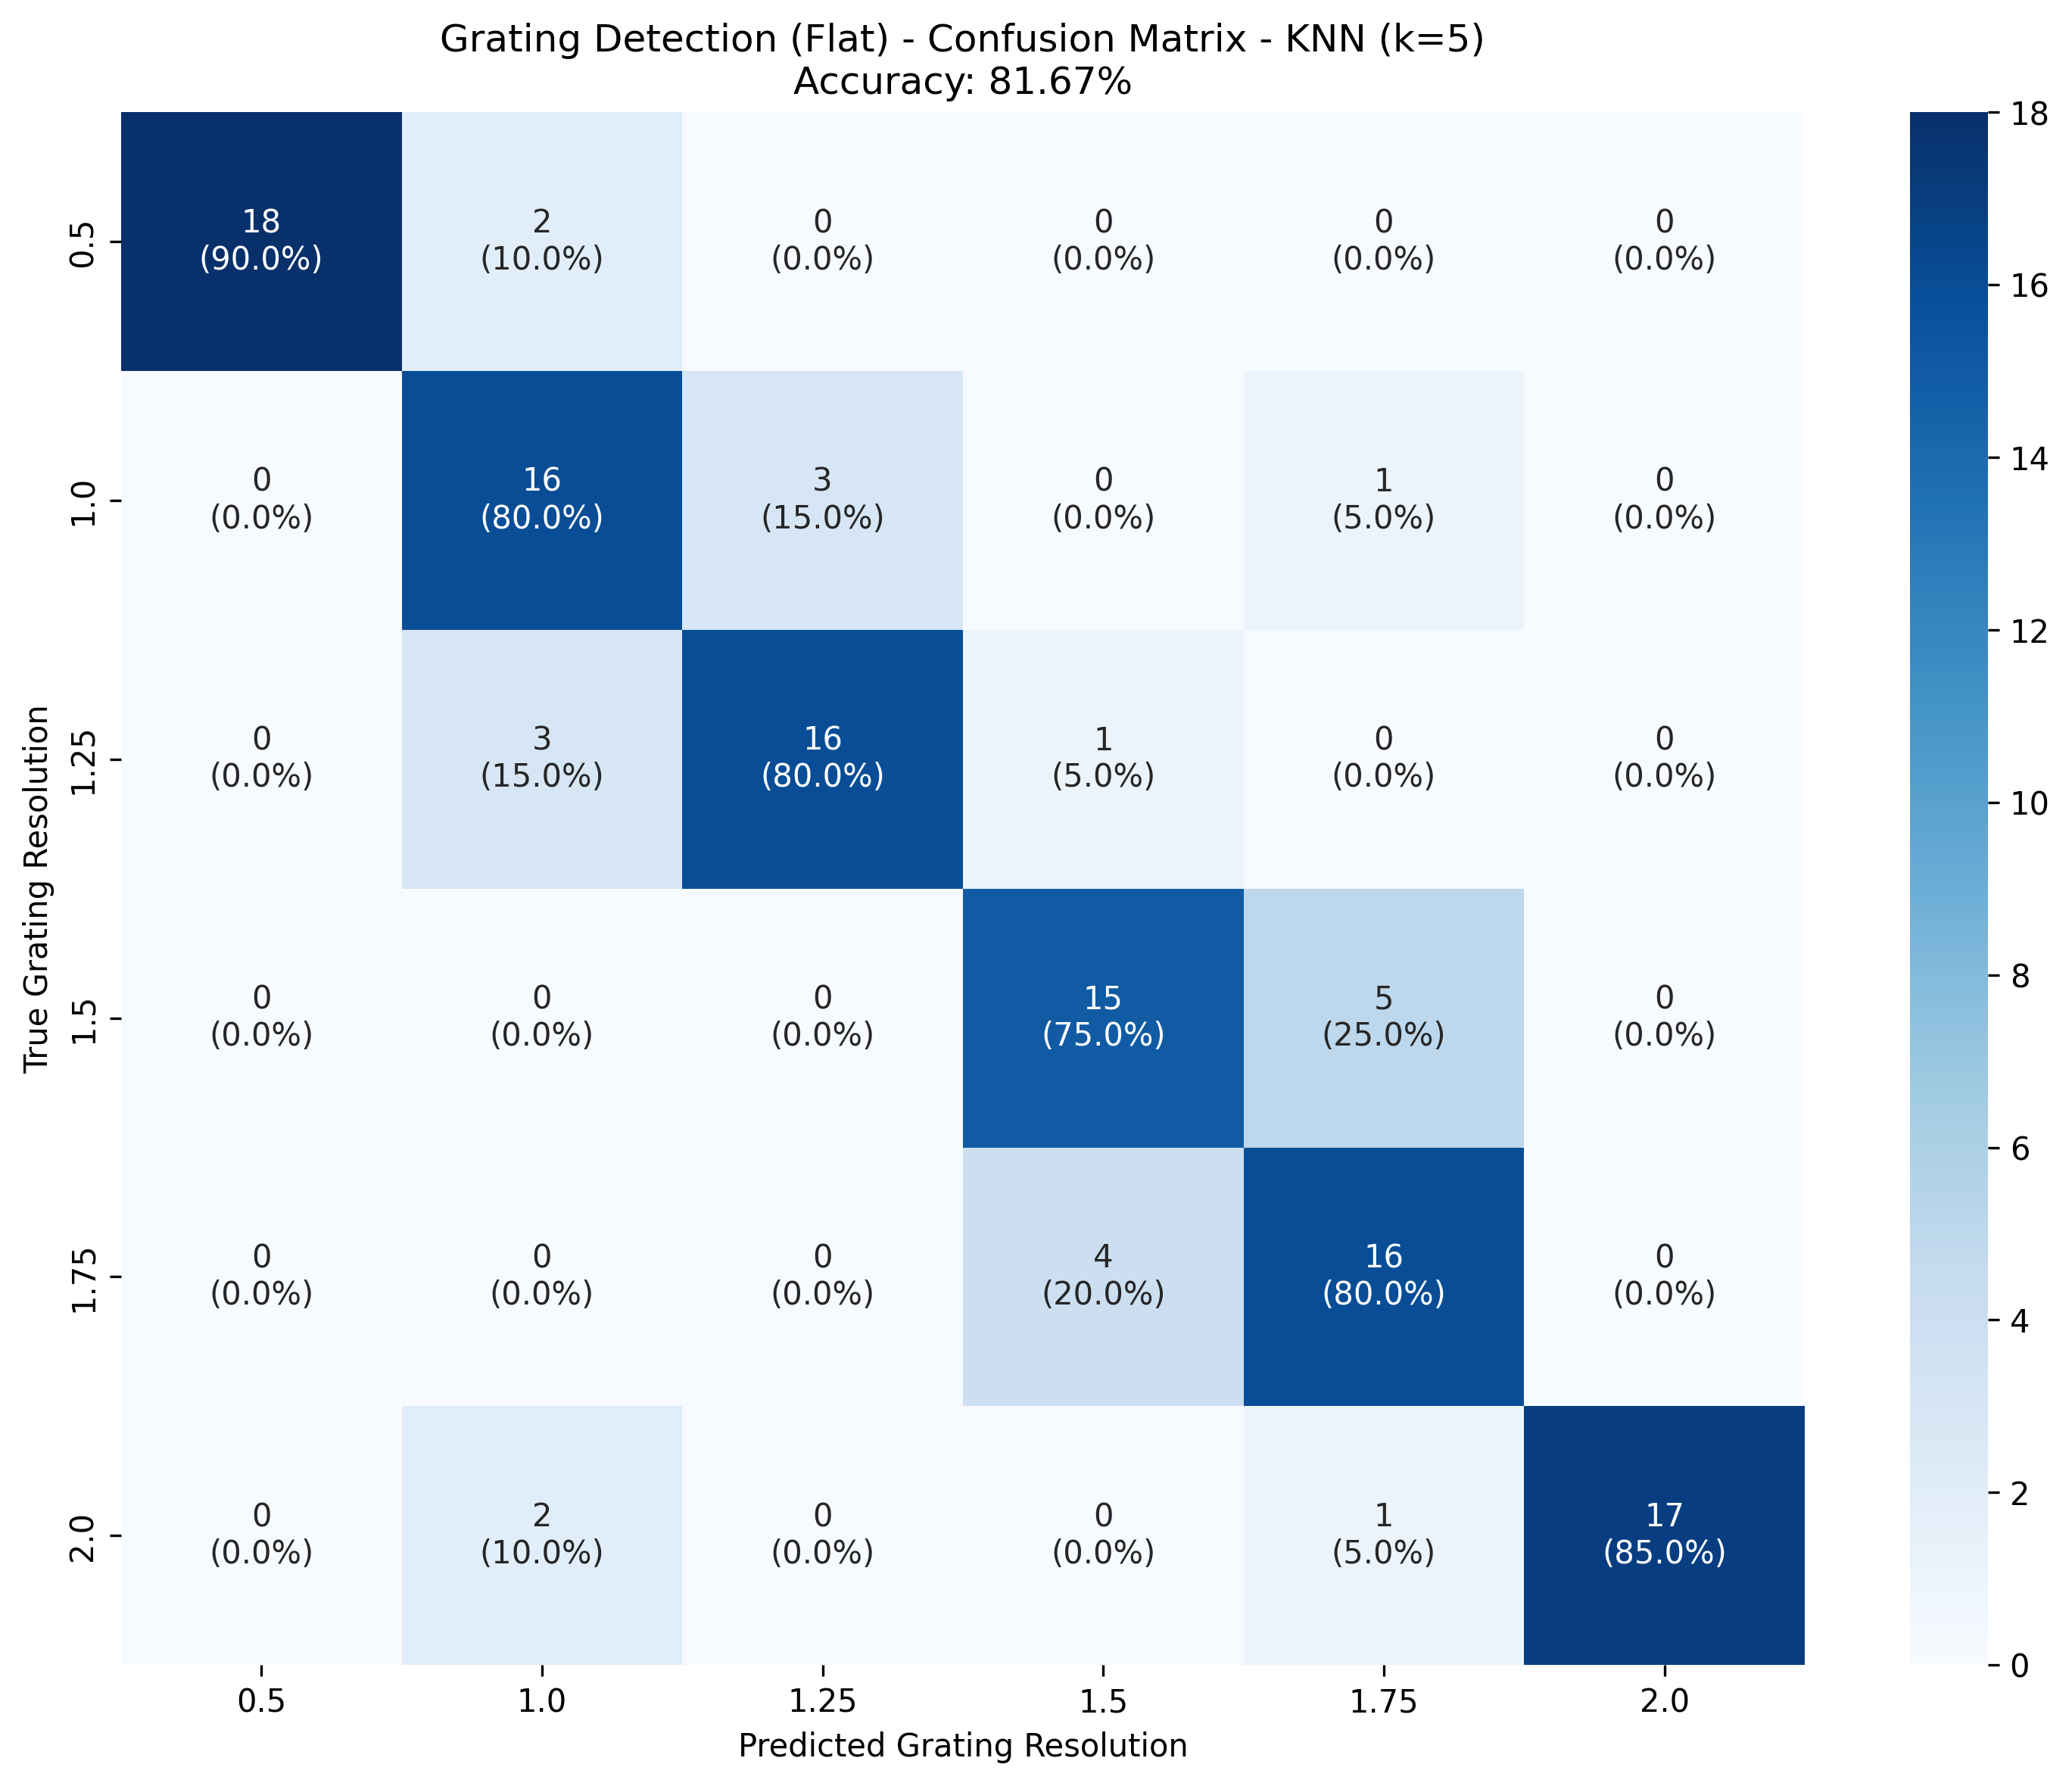 Grating Detection (Flat) - Confusion Matrix - KNN (k=5)
Accuracy: 81.67%
True Grating Resolution
0.5
18 2 0 0 0 0
(90.0%) (10.0%) (0.0%) (0.0%) (0.0%) (0.0%)
1.0
0 16 3 0 1 0
(0.0%) (80.0%) (15.0%) (0.0%) (5.0%) (0.0%)
1.25
0 3 16 1 0 0
(0.0%) (15.0%) (80.0%) (5.0%) (0.0%) (0.0%)
1.5
0 0 0 15 5 0
(0.0%) (0.0%) (0.0%) (75.0%) (25.0%) (0.0%)
1.75
0 0 0 4 16 0
(0.0%) (0.0%) (0.0%) (20.0%) (80.0%) (0.0%)
2.0
0 2 0 0 1 17
(0.0%) (10.0%) (0.0%) (0.0%) (5.0%) (85.0%)
0.5 1.0 1.25 1.5 1.75 2.0
Predicted Grating Resolution
18
16
14
12
10
8
6
4
2
0